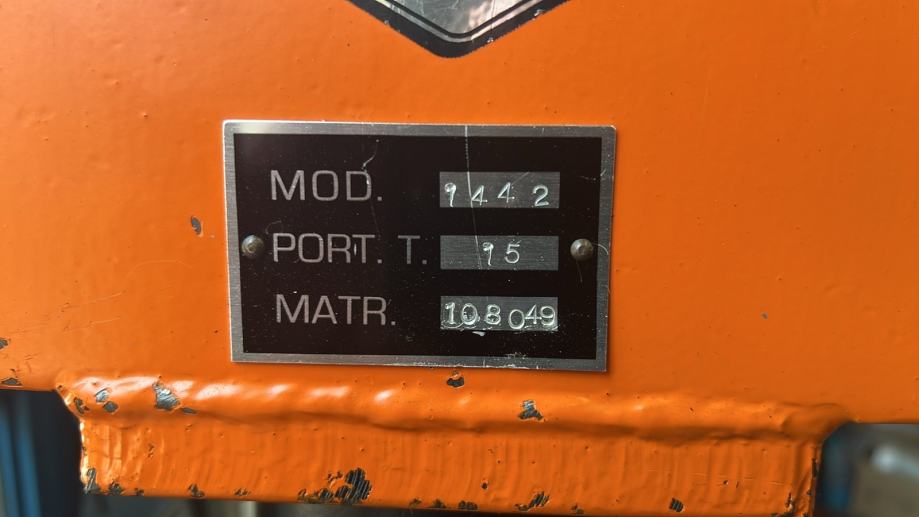 MOD. 1442
PORT. T. 15
MATR. 108049